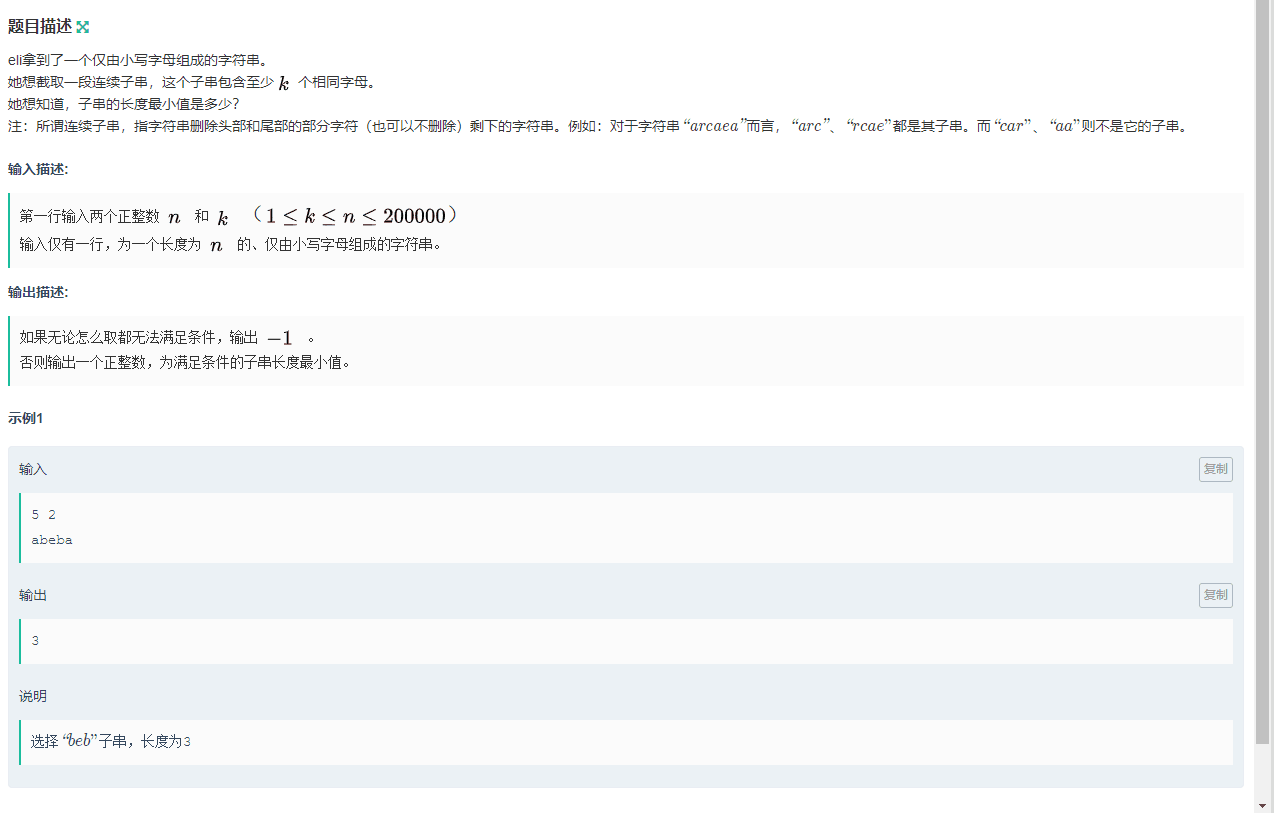 题目描述
eli拿到了一个仅由小写字母组成的字符串。
她想截取一段连续子串，这个子串包含至少 k 个相同字母。
她想知道，子串的长度最小值是多少？
注：所谓连续子串，指字符串删除头部和尾部的部分字符（也可以不删除）剩下的字符串。例如：对于字符串“arcaea”而言，“arc”、“rcae”都是其子串。而“car”、“aa”则不是它的子串。
输入描述:
第一行输入两个正整数 n 和 k （1 ≤ k ≤ n ≤ 200000）
输入仅有一行，为一个长度为 n 的、仅由小写字母组成的字符串。
输出描述:
如果无论怎么取都无法满足条件，输出 −1 。
否则输出一个正整数，为满足条件的子串长度最小值。
示例1
输入
复制
5 2
abeba
输出
复制
3
说明
选择“beb”子串，长度为3